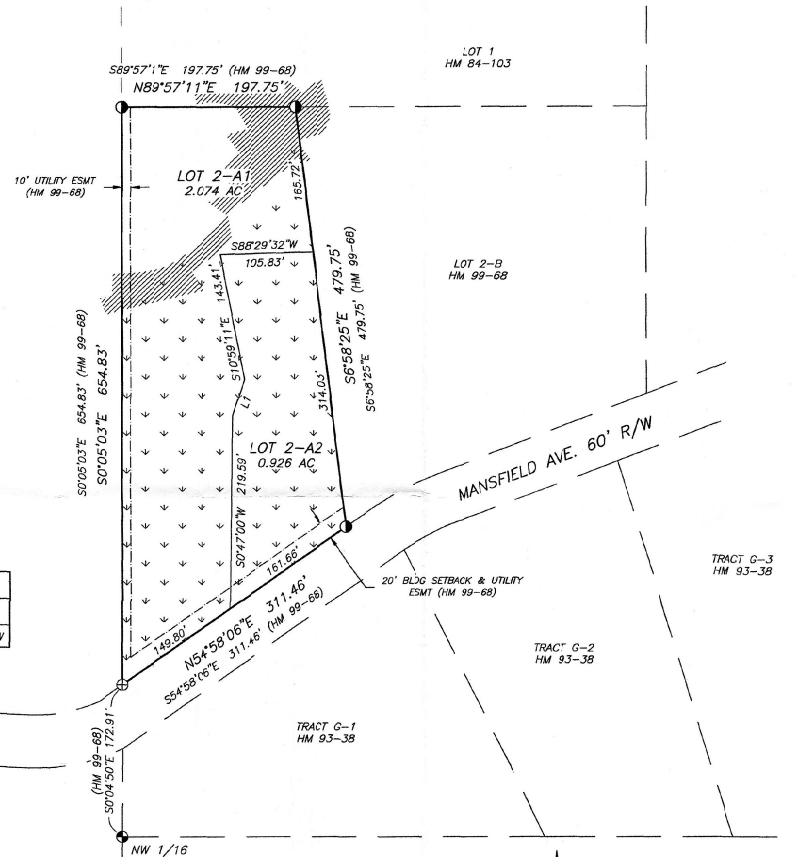 LOT 1
HM 84-103
S89°57'1"E 197.75' (HM 99-68)
N89°57'11"E 197.75'
10' UTILITY ESMT
(HM 99-68)
LOT 2-A1
2.074 AC
165.72'
S88°29'32"W
105.83'
143.41'
S10°59'11"E
S6°58'25"E 479.75'
S6°58'25"E 479.75' (HM 99-68)
LOT 2-B
HM 99-68
S0°05'03"E 654.83' (HM 99-68)
S0°05'03"E 654.83'
314.03'
L1
LOT 2-A2
0.926 AC
S0°47'00"W 219.59'
MANSFIELD AVE. 60' R/W
161.66'
149.80'
N54°58'06"E 311.46'
S54°58'06"E 311.46' (HM 99-68)
20' BLDG SETBACK & UTILITY
ESMT (HM 99-68)
TRACT G-3
HM 93-38
TRACT G-2
HM 93-38
TRACT G-1
HM 93-38
(HM 99-68)
S0°04'50"E 172.91'
NW 1/16